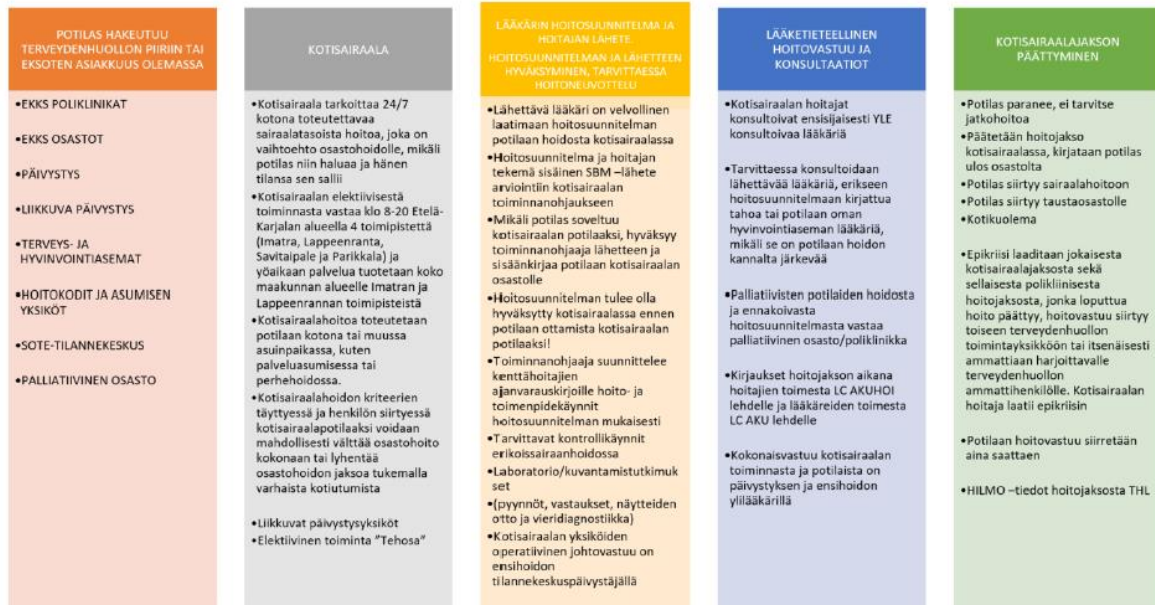 POTILAS HAKEUTUU
TERVEYDENHUOLLON PIIRIIN TAI
EKSOTEN ASIAKKUUS OLEMASSA
•EKKS POLIKLINIKAT
•EKKS OSASTOT
•PÄIVYSTYS
•LIIKKUVA PÄIVYSTYS
•TERVEYS- JA
HYVINVOINTIASEMAT
•HOITOKODIT JA ASUMISEN
YKSIKÖT
•SOTE-TILANNEKESKUS
•PALLIATIIVINEN OSASTO
KOTISAIRAALA
•Kotisairaala tarkoittaa 24/7
kotona toteutettavaa
sairaalatasoista hoitoa, joka on
vaihtoehto osastohoidolle, mikäli
potilas niin haluaa ja hänen
tilansa sen sallii
•Kotisairaalan elektiivisestä
toiminnasta vastaa klo 8-20 Etelä-
Karjalan alueella 4 toimipistettä
(Imatra, Lappeenranta,
Savitaipale ja Parikkala) ja
yöaikaan palvelua tuotetaan koko
maakunnan alueelle Imatran ja
Lappeenrannan toimipisteistä
•Kotisairaalahoitoa toteutetaan
potilaan kotona tai muussa
asuinpaikassa, kuten
palveluasumisessa tai
perhehoidossa.
•Kotisairaalahoidon kriteerien
täyttyessä ja henkilön siirtyessä
kotisairaalapotilaaksi voidaan
mahdollisesti välttää osastohoito
kokonaan tai lyhentää
osastohoidon jaksoa tukemalla
varhaista kotiutumista
•Liikkuvat päivystysyksiköt
•Elektiivinen toiminta "Tehosa"
LÄÄKÄRIN HOITOSUUNNITELMA JA
HOITAJAN LÄHETE
HOITOSUUNNITELMAN JA LÄHETTEEN
HYVÄKSYMINEN, TARVITTAESSA
HOITONEUVOTTELU
•Lähettävä lääkäri on velvollinen
laatimaan hoitosuunnitelman
potilaan hoidosta kotisairaalassa
•Hoitosuunnitelma ja hoitajan
tekemä sisäinen SBM –lähete
arviointiin kotisairaalan
toiminnanohjaukseen
•Mikäli potilas soveltuu
kotisairaalan potilaaksi, hyväksyy
toiminnanohjaaja lähetteen ja
sisäänkirjaa potilaan kotisairaalan
osastolle
•Hoitosuunnitelman tulee olla
hyväksytty kotisairaalassa ennen
potilaan ottamista kotisairaalan
potilaaksi!
•Toiminnanohjaaja suunnittelee
kenttähoitajien
ajanvarauskirjoille hoito- ja
toimenpidekäynnit
hoitosuunnitelman mukaisesti
•Tarvittavat kontrollikäynnit
erikoissairaanhoidossa
•Laboratorio/kuvantamistutkimuk
set
•(pyynnöt, vastaukset, näytteiden
otto ja vieridiagnostiikka)
•Kotisairaalan yksiköiden
operatiivinen johtovastuu on
ensihoidon
tilannekeskuspäivystäjällä
LÄÄKETIETEELLINEN
HOITOVASTUU JA
KONSULTAATIOT
•Kotisairaalan hoitajat
konsultoivat ensisijaisesti YLE
konsultoivaa lääkäriä
•Tarvittaessa konsultoidaan
lähettävää lääkäriä, erikseen
hoitosuunnitelmaan kirjattua
tahoa tai potilaan oman
hyvinvointiaseman lääkäriä,
mikäli se on potilaan hoidon
kannalta järkevää
•Palliatiivisten potilaiden hoidosta
ja ennakoivasta
hoitosuunnitelmasta vastaa
palliatiivinen osasto/poliklinikka
•Kirjaukset hoitojakson aikana
hoitajien toimesta LC AKUHOI
lehdelle ja lääkäreiden toimesta
LC AKU lehdelle
•Kokonaisvastuu kotisairaalan
toiminnasta ja potilaista on
päivystyksen ja ensihoidon
ylilääkärillä
KOTISAIRAALAJAKSON
PÄÄTTYMINEN
•Potilas paranee, ei tarvitse
jatkohoitoa
•Päätetään hoitojakso
kotisairaalassa, kirjataan potilas
ulos osastolta
•Potilas siirtyy sairaalahoitoon
•Potilas siirtyy taustaosastolle
•Kotikuolema
•Epikriisi laaditaan jokaisesta
kotisairaalajaksosta sekä
sellaisesta polikliinisesta
hoitojaksosta, jonka loputtua
hoito päättyy, hoitovastuu siirtyy
toiseen terveydenhuollon
toimintayksikköön tai itsenäisesti
ammattiaan harjoittavalle
terveydenhuollon
ammattihenkilölle. Kotisairaalan
hoitaja laatii epikriisin
•Potilaan hoitovastuu siirretään
aina saattaen
•HILMO –tiedot hoitojaksosta THL